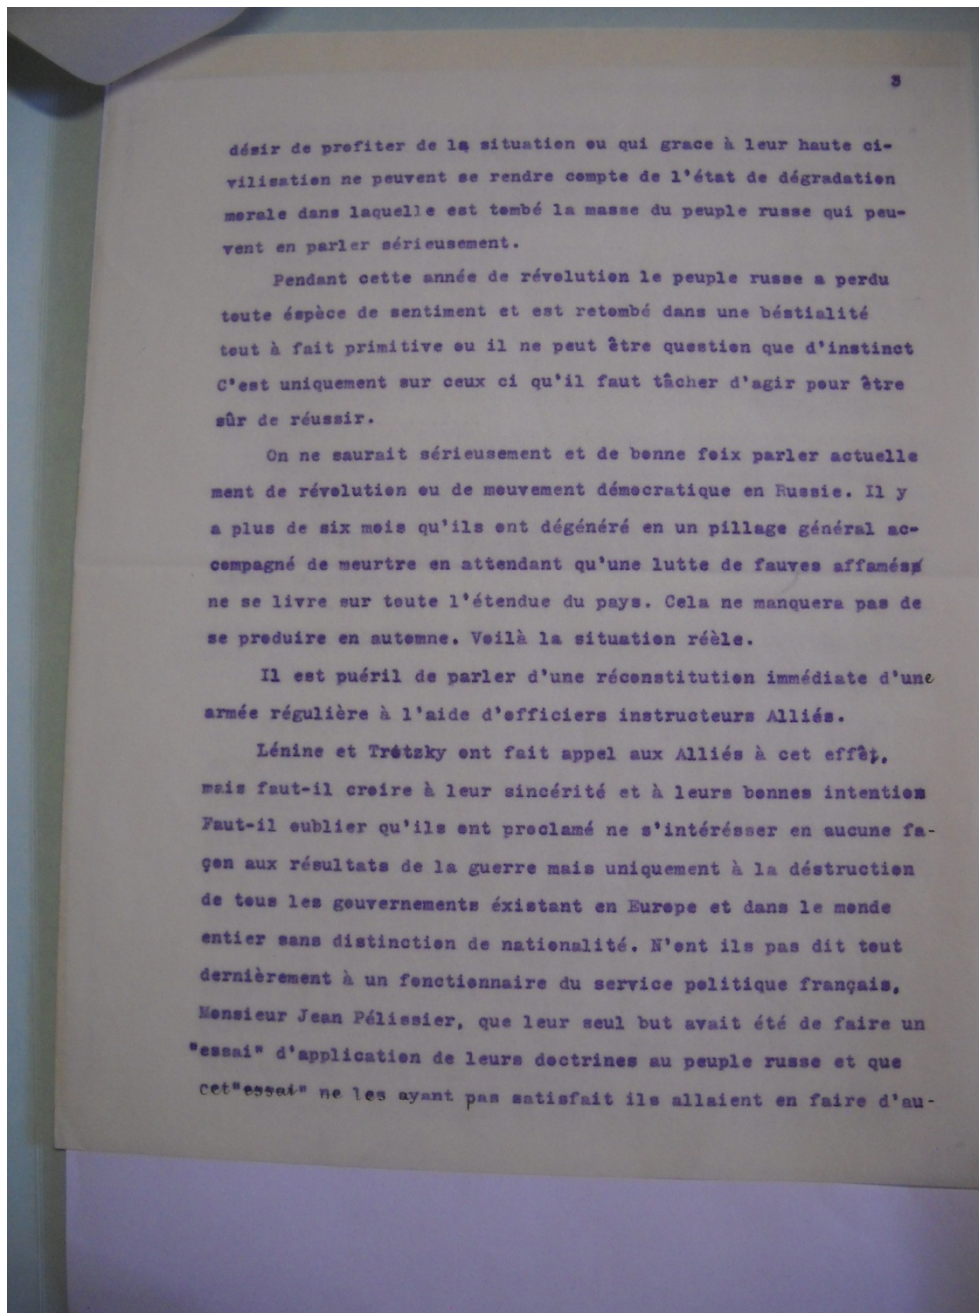 3
désir de profiter de la situation ou qui grace à leur haute ci-
vilisation ne peuvent se rendre compte de l'état de dégradation
morale dans laquelle est tombé la masse du peuple russe qui peu-
vent en parler sérieusement.
Pendant cette année de révolution le peuple russe a perdu
toute éspèce de sentiment et est retombé dans une béstialité
tout à fait primitive ou il ne peut être question que d'instinct
C'est uniquement sur ceux ci qu'il faut tâcher d'agir pour être
sûr de réussir.
On ne saurait sérieusement et de bonne foix parler actuelle
ment de révolution ou de mouvement démocratique en Russie. Il y
a plus de six mois qu'ils ont dégénéré en un pillage général ac-
compagné de meurtre en attendant qu'une lutte de fauves affamés
ne se livre sur toute l'étendue du pays. Cela ne manquera pas de
se produire en automne. Voilà la situation réèle.
Il est puéril de parler d'une réconstitution immédiate d'une
armée régulière à l'aide d'officiers instructeurs Alliés.
Lénine et Trotzky ont fait appel aux Alliés à cet effêt,
mais faut-il croire à leur sincérité et à leurs bonnes intention
Faut-il oublier qu'ils ont proclamé ne s'intérésser en aucune fa-
çon aux résultats de la guerre mais uniquement à la déstruction
de tous les gouvernements éxistant en Europe et dans le monde
entier sans distinction de nationalité. N'ont ils pas dit tout
dernièrement à un fonctionnaire du service politique français,
Monsieur Jean Pélissier, que leur seul but avait été de faire un
"essai" d'application de leurs doctrines au peuple russe et que
cet"essai" ne les ayant pas satisfait ils allaient en faire d'au-